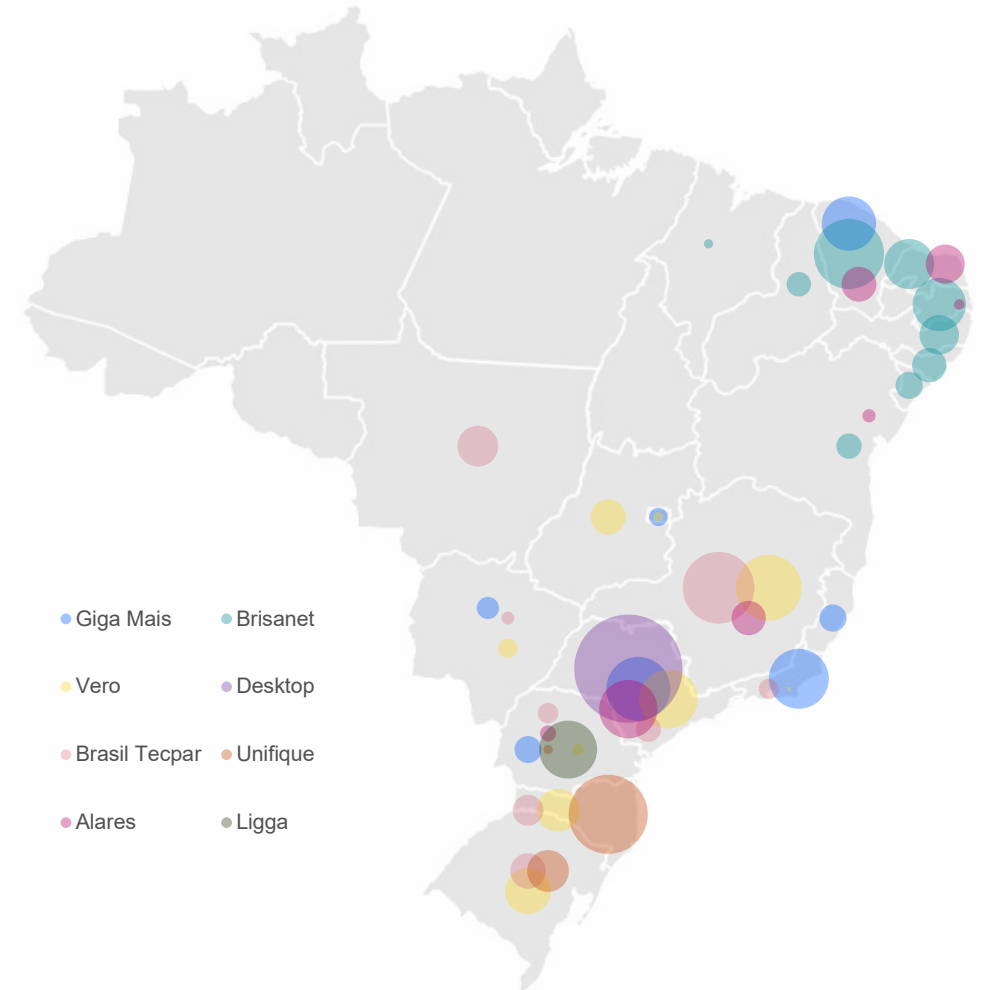 Giga Mais Brisanet
Vero Desktop
Brasil Tecpar Unifique
Alares Ligga